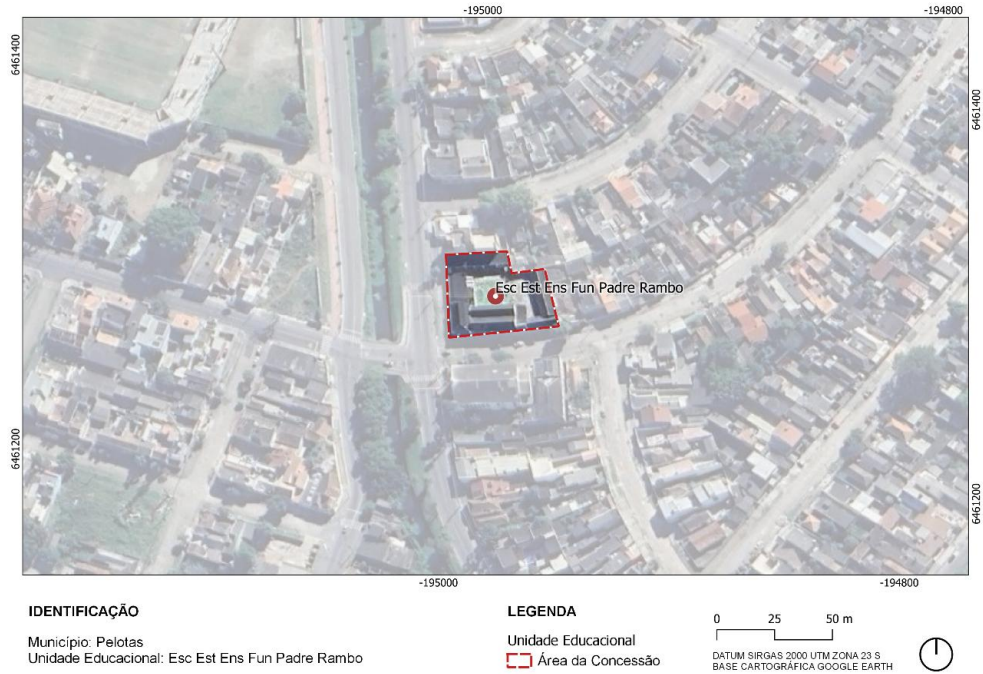 -195000
-194800
6461400
6461400
Esc Est Ens Fun Padre Rambo
6461200
6461200
-195000
-194800
IDENTIFICAÇÃO
Município: Pelotas
Unidade Educacional: Esc Est Ens Fun Padre Rambo
LEGENDA
Unidade Educacional
Área da Concessão
0 25 50 m
DATUM SIRGAS 2000 UTM ZONA 23 S
BASE CARTOGRÁFICA GOOGLE EARTH